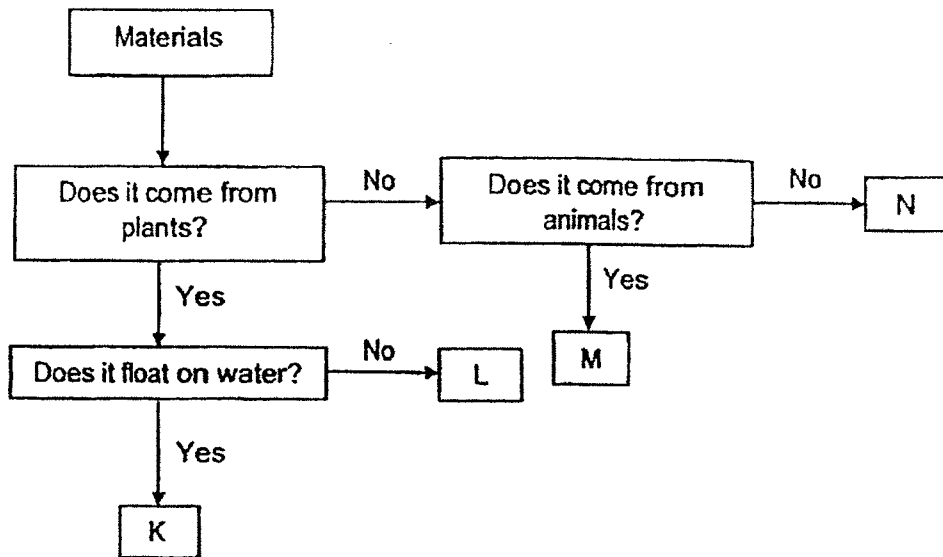 Materials
Does it come from
plants?
No
Does it come from
animals?
No
N
Yes
Yes
Does it float on water?
No
L
M
Yes
K